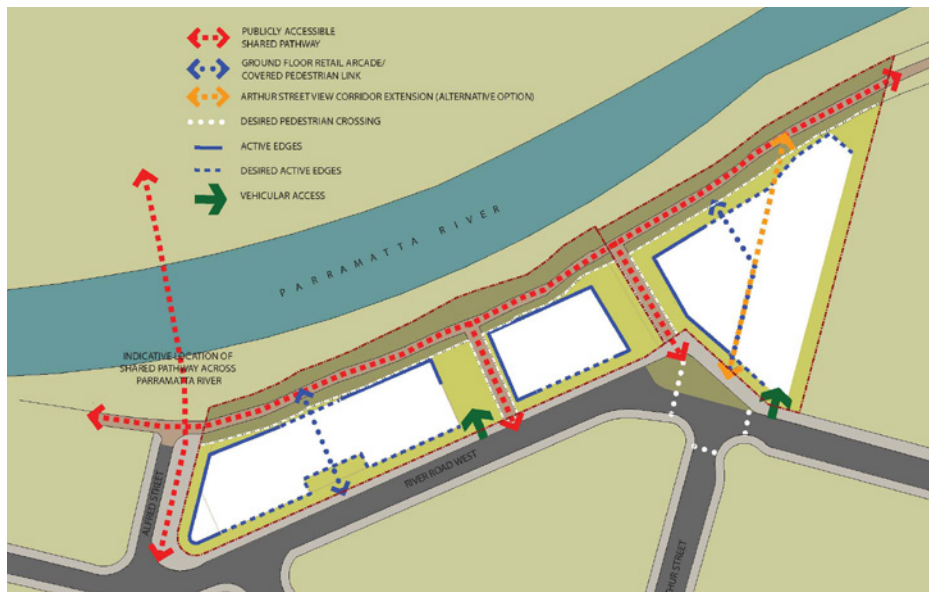 PUBLICLY ACCESSIBLE
SHARED PATHWAY
GROUND FLOOR RETAIL ARCADE/
COVERED PEDESTRIAN LINK
ARTHUR STREET VIEW CORRIDOR EXTENSION (ALTERNATIVE OPTION)
DESIRED PEDESTRIAN CROSSING
ACTIVE EDGES
DESIRED ACTIVE EDGES
VEHICULAR ACCESS
PARRAMATTA RIVER
INDICATIVE LOCATION OF
SHARED PATHWAY ACROSS
PARRAMATTA RIVER
ALFRED STREET
RIVER ROAD WEST
HUR STREET